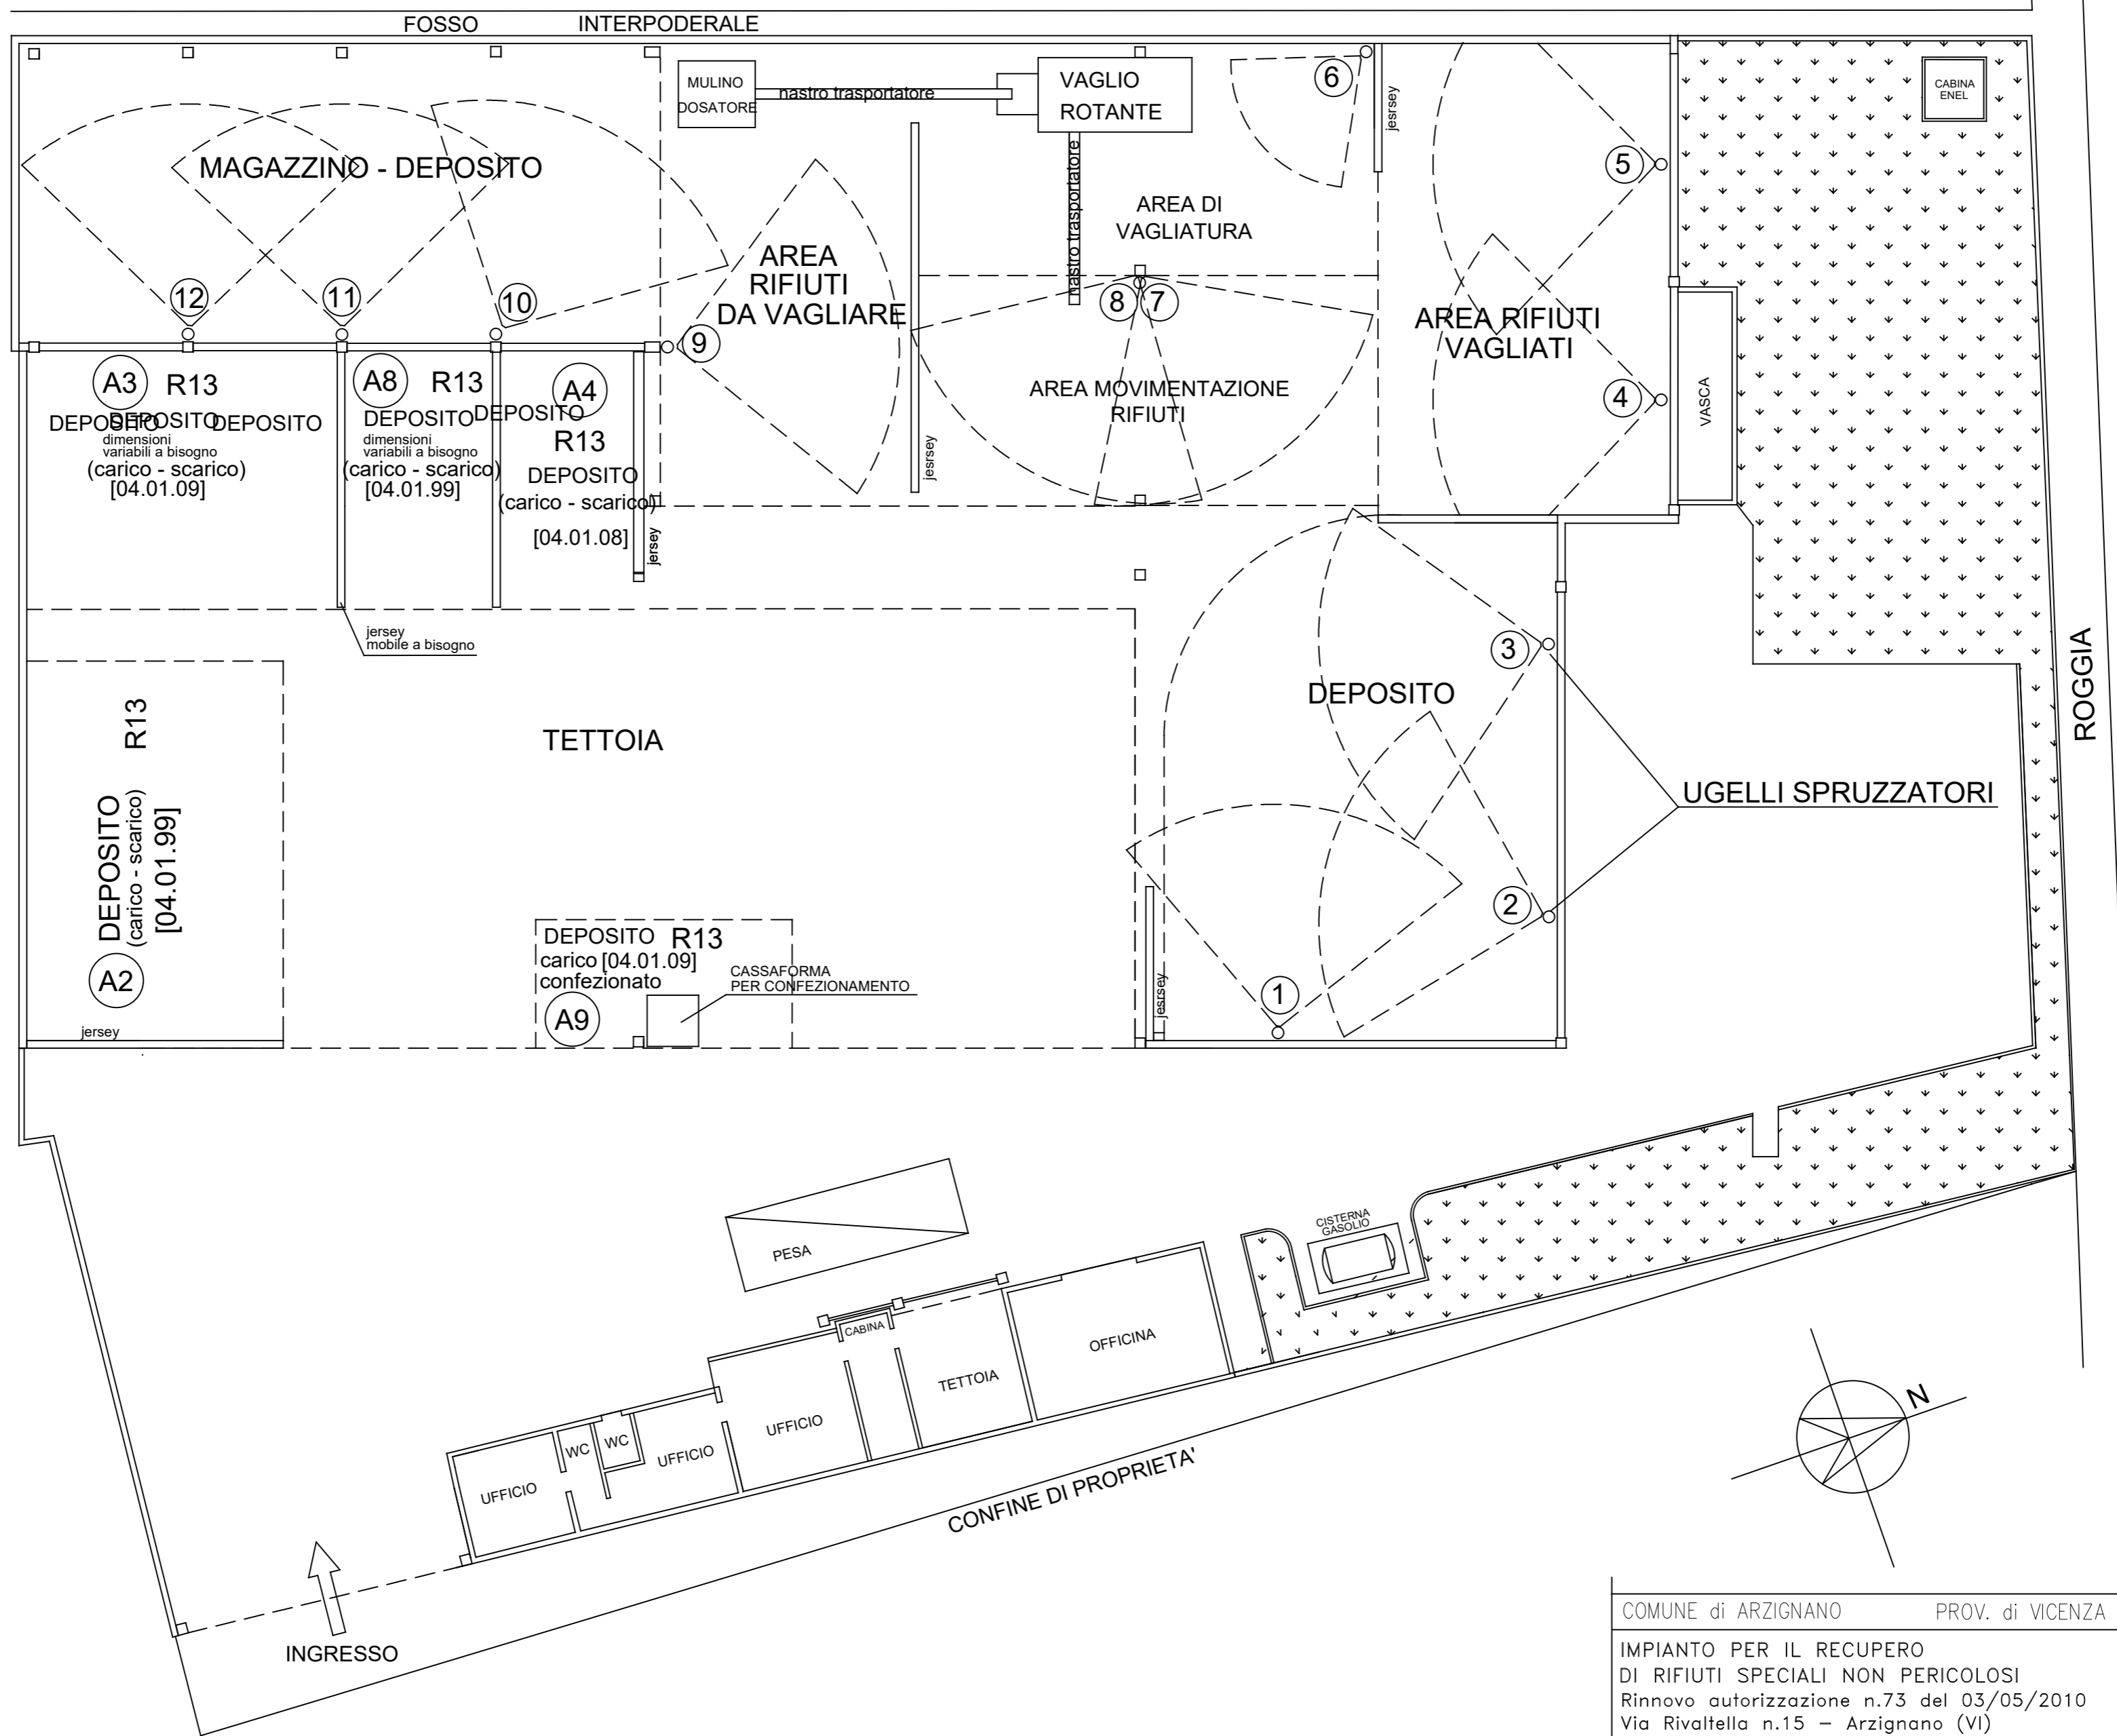 FOSSO INTERPODERALE
MULINO
DOSATORE
nastro trasportatore
VAGLIO
ROTANTE
6
jesrsey
CABINA
ENEL
MAGAZZINO - DEPOSITO
5
nastro trasportatore
AREA DI
VAGLIATURA
AREA
RIFIUTI
DA VAGLIARE
12
11
10
9
8
7
AREA RIFIUTI
VAGLIATI
4
VASCA
AREA MOVIMENTAZIONE
RIFIUTI
jesrsey
A3 R13
DEPOSITO DEPOSITO DEPOSITO
dimensioni
variabili a bisogno
(carico - scarico)
[04.01.09]
A8 R13
DEPOSITO
dimensioni
variabili a bisogno
(carico - scarico)
[04.01.99]
DEPOSITO
A4
R13
DEPOSITO
(carico - scarico)
[04.01.08]
jersey
jersey
mobile a bisogno
3
DEPOSITO
ROGGIA
R13
DEPOSITO
(carico - scarico)
[04.01.99]
A2
jersey
TETTOIA
UGELLI SPRUZZATORI
2
1
jesrsey
DEPOSITO R13
carico [04.01.09]
confezionato
A9
CASSAFORMA
PER CONFEZIONAMENTO
PESA
CISTERNA
GASOLIO
CABINA
OFFICINA
TETTOIA
UFFICIO
WC
WC
UFFICIO
UFFICIO
CONFINE DI PROPRIETA'
N
INGRESSO
COMUNE di ARZIGNANO PROV. di VICENZA
IMPIANTO PER IL RECUPERO
DI RIFIUTI SPECIALI NON PERICOLOSI
Rinnovo autorizzazione n.73 del 03/05/2010
Via Rivaltella n.15 – Arzignano (VI)